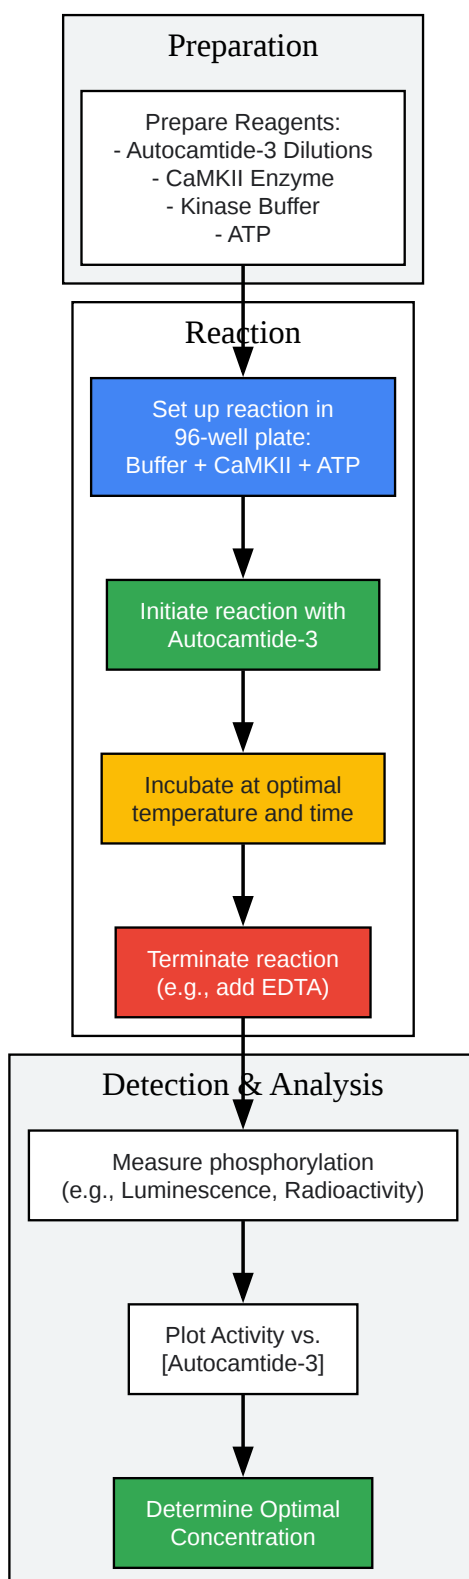 Preparation
Prepare Reagents:
- Autocamtide-3 Dilutions
- CaMKII Enzyme
- Kinase Buffer
- ATP
Reaction
Set up reaction in
96-well plate:
Buffer + CaMKII + ATP
Initiate reaction with
Autocamtide-3
Incubate at optimal
temperature and time
Terminate reaction
(e.g., add EDTA)
Detection & Analysis
Measure phosphorylation
(e.g., Luminescence, Radioactivity)
Plot Activity vs.
[Autocamtide-3]
Determine Optimal
Concentration